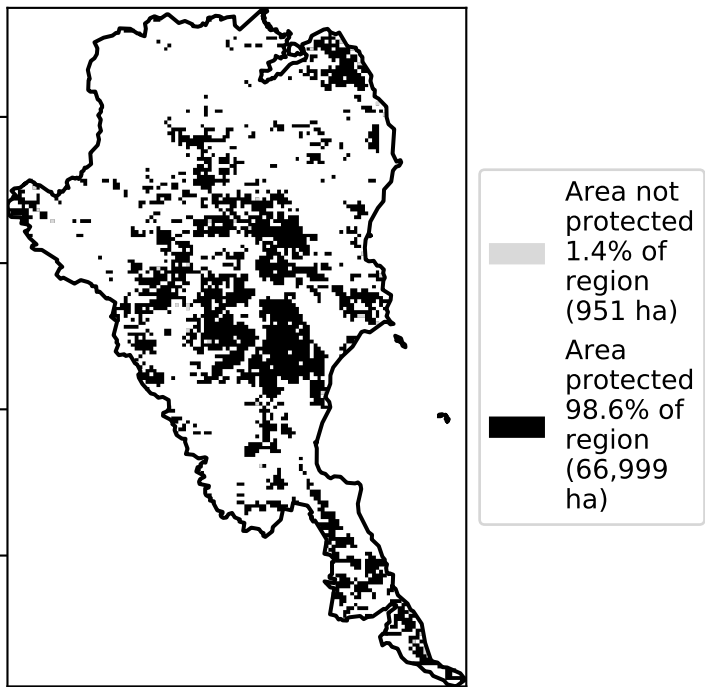 Area not
protected
1.4% of
region
(951 ha)
Area
protected
98.6% of
region
(66,999
ha)